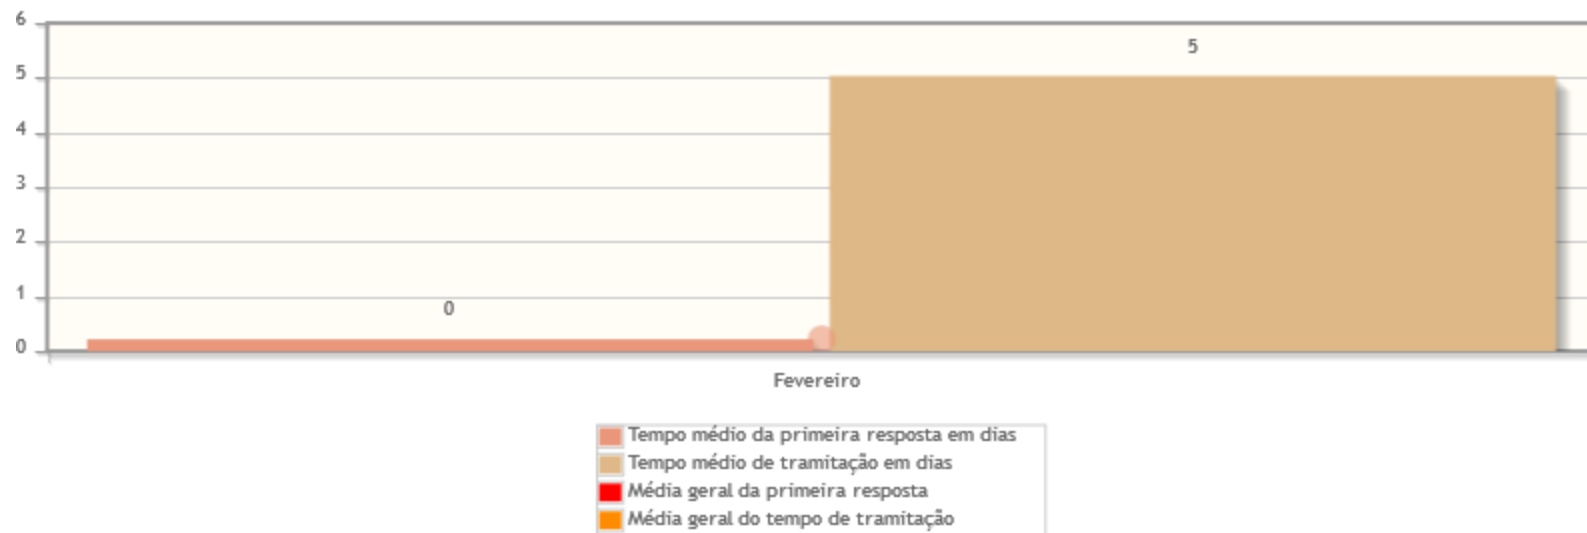 6
5
5
4
3
2
1
0
0
Fevereiro
Tempo médio da primeira resposta em dias
Tempo médio de tramitação em dias
Média geral da primeira resposta
Média geral do tempo de tramitação